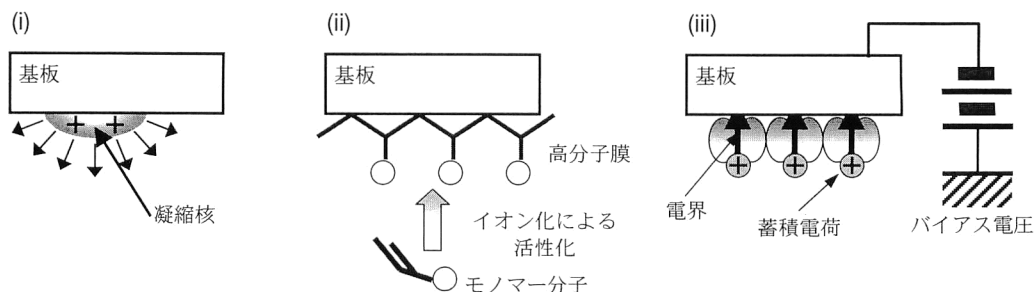 (i)
基板
凝縮核
(ii)
基板
高分子膜
イオン化による
活性化
モノマー分子
(iii)
基板
電界
蓄積電荷
バイアス電圧